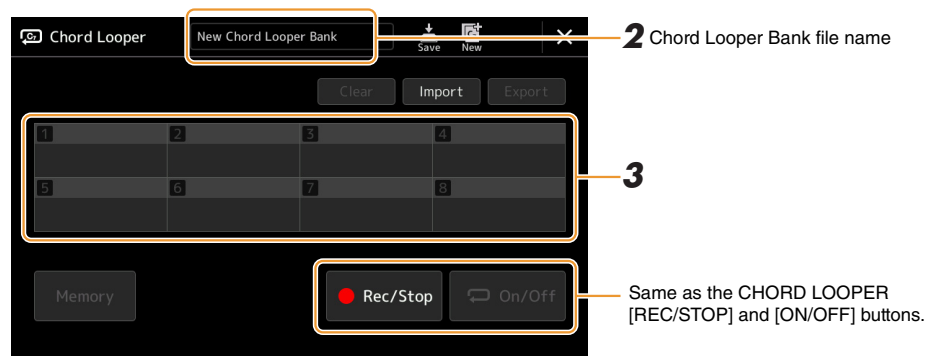 Chord Looper
New Chord Looper Bank
Save
New
2 Chord Looper Bank file name
Clear
Import
Export
1
2
3
4
3
5
6
7
8
Memory
Rec/Stop
On/Off
Same as the CHORD LOOPER
[REC/STOP] and [ON/OFF] buttons.